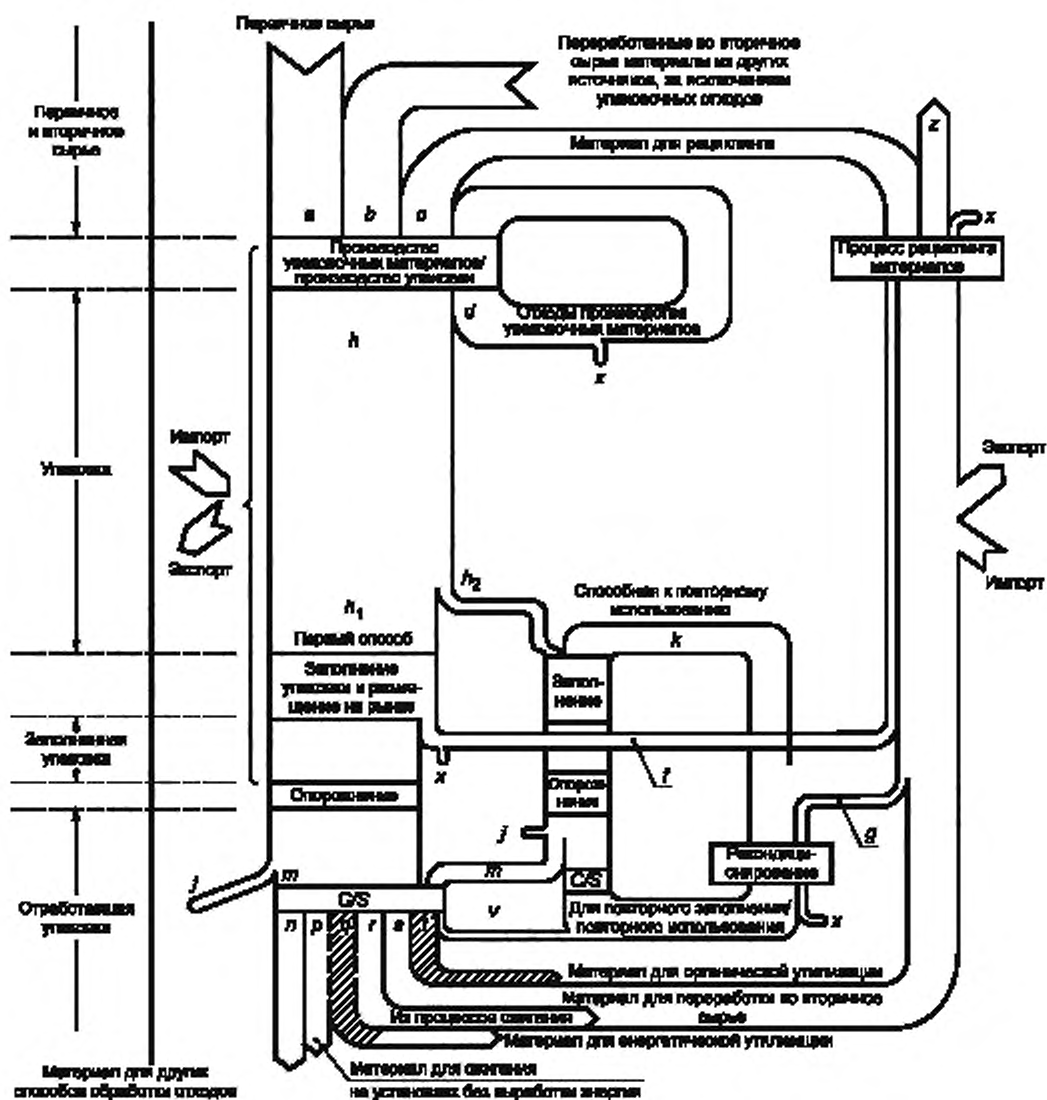 Первичное сырье
Переработанные во вторичное
сырье материалы из других
источников, за исключением
упаковочных отходов
Первичное
и вторичное
сырье
Материал для рециклинга
z
a
b
c
x
Производство
упаковочных материалов/
производство упаковки
Процесс рециклинга
материалов
d
Отходы производства
упаковочных материалов
x
h
Импорт
Экспорт
Упаковка
Экспорт
Импорт
h2
Способная к повторному
использованию
k
h1
Первый способ
Заполнение
упаковки и разме-
щение на рынке
Запол-
нение
Заполненная
упаковка
x
f
Опорожнение
Опорож-
нение
j
g
Рекондици-
онирование
j
m
m
C/S
C/S
v
Для повторного заполнения/
повторного использования
x
Отработавшая
упаковка
n
p
r
s
t
Материал для органической утилизации
Материал для переработки во вторичное
сырье
Из процессов сжигания
Материал для энергетической утилизации
Материал для сжигания
на установках без выработки энергии
Материал для других
способов обработки отходов